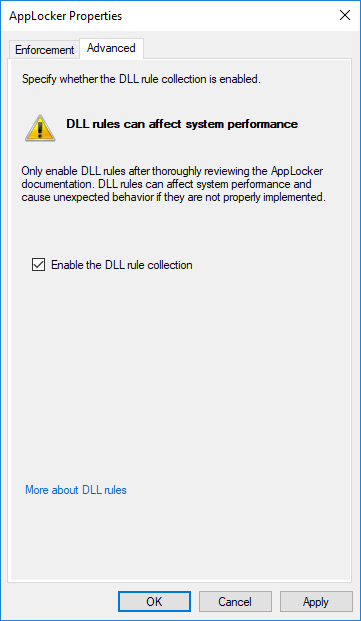 AppLocker Properties
Enforcement Advanced
Specify whether the DLL rule collection is enabled.
DLL rules can affect system performance
Only enable DLL rules after thoroughly reviewing the AppLocker
documentation. DLL rules can affect system performance and
cause unexpected behavior if they are not properly implemented.
Enable the DLL rule collection
More about DLL rules
OK Cancel Apply